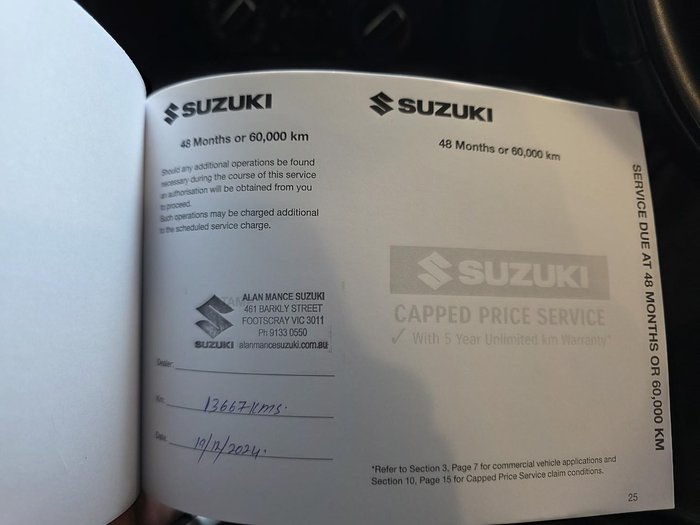 SUZUKI
48 Months or 60,000 km
Should any additional operations be found
necessary during the course of this service
an authorisation will be obtained from you
to proceed.
Such operations may be charged additional
to the scheduled service charge.
ALAN MANCE SUZUKI
461 BARKLY STREET
FOOTSCRAY VIC 3011
Ph 9133 0550
SUZUKI alanmancesuzuki.com.au
Dealer:
Km: 13667kms.
Date: 19/12/2024.
SUZUKI
48 Months or 60,000 km
SUZUKI
CAPPED PRICE SERVICE
✓ With 5 Year Unlimited km Warranty*
*Refer to Section 3, Page 7 for commercial vehicle applications and
Section 10, Page 15 for Capped Price Service claim conditions.
25
SERVICE DUE AT 48 MONTHS OR 60,000 KM